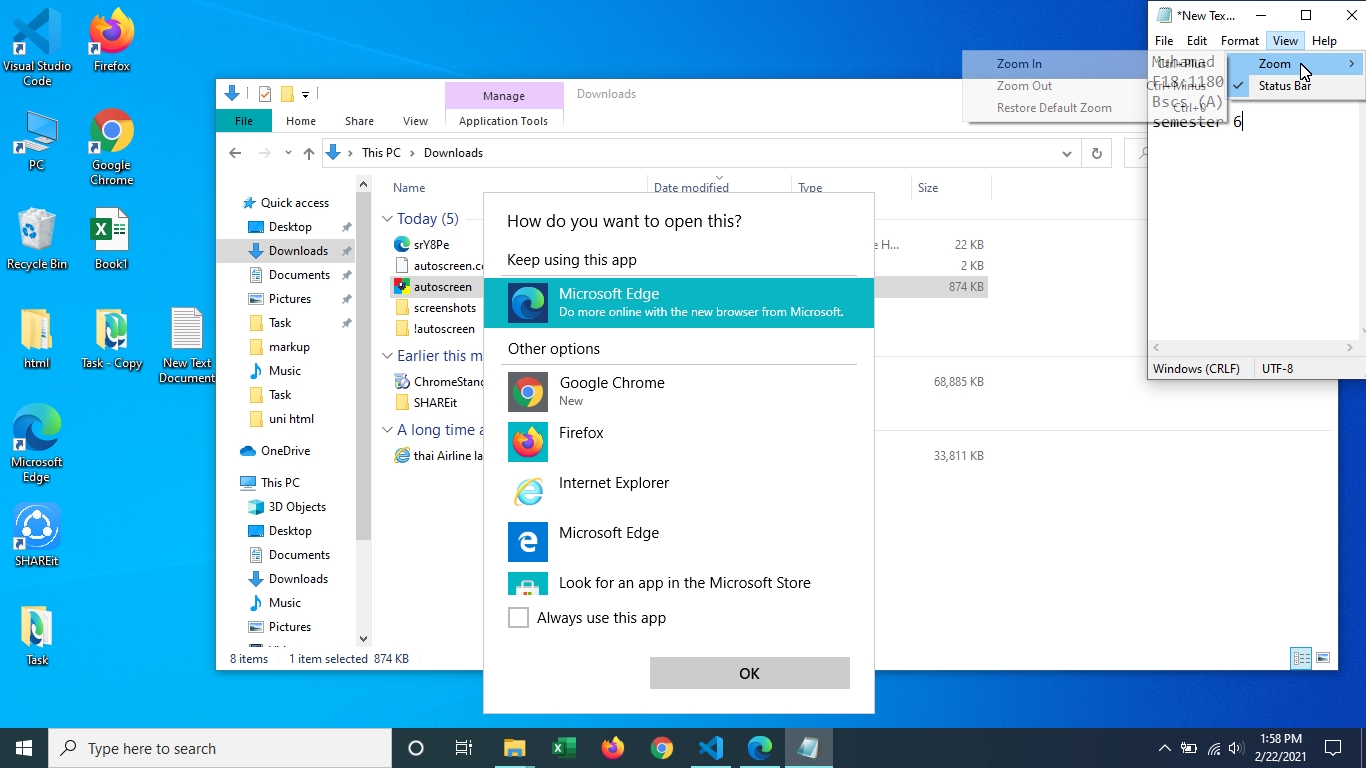 Visual Studio
Code
Firefox
PC
Google
Chrome
Recycle Bin
Book1
html
Task - Copy
New Text
Document
Microsoft
Edge
SHAREit
Task
Manage
Downloads
File
Home
Share
View
Application Tools
This PC
Downloads
Name
Date modified
Type
Size
Quick access
Desktop
Downloads
Documents
Pictures
Task
markup
Music
Task
uni html
OneDrive
This PC
3D Objects
Desktop
Documents
Downloads
Music
Pictures
Today (5)
srY8Pe
e H...
22 KB
autoscreen.co
2 KB
autoscreen
874 KB
screenshots
!autoscreen
Earlier this m
ChromeStand
68,885 KB
SHAREit
A long time a
thai Airline la
33,811 KB
8 items
1 item selected 874 KB
How do you want to open this?
Keep using this app
Microsoft Edge
Do more online with the new browser from Microsoft.
Other options
Google Chrome
New
Firefox
Internet Explorer
Microsoft Edge
Look for an app in the Microsoft Store
Always use this app
OK
*New Tex...
File Edit Format View Help
Zoom
Status Bar
Zoom In Ctrl+Plus
Zoom Out Ctrl+Minus
Restore Default Zoom Ctrl+0
Muhamad
F18-1180
Bscs (A)
semester 6
Windows (CRLF)
UTF-8
Type here to search
1:58 PM
2/22/2021